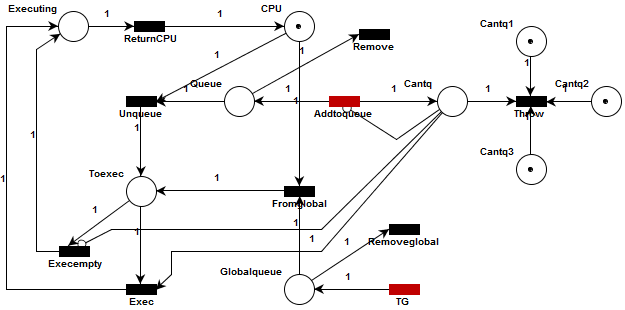 Executing
CPU
Cantq1
1
1
ReturnCPU
Remove
1
1
1
Queue
Cantq
Cantq2
1
1
1
1
1
1
Unqueue
Addtoqueue
Throw
1
1
Cantq3
Toexec
1
1
Fromglobal
1
1
1
1
1
Removeglobal
Execempty
Globalqueue
1
Exec
TG